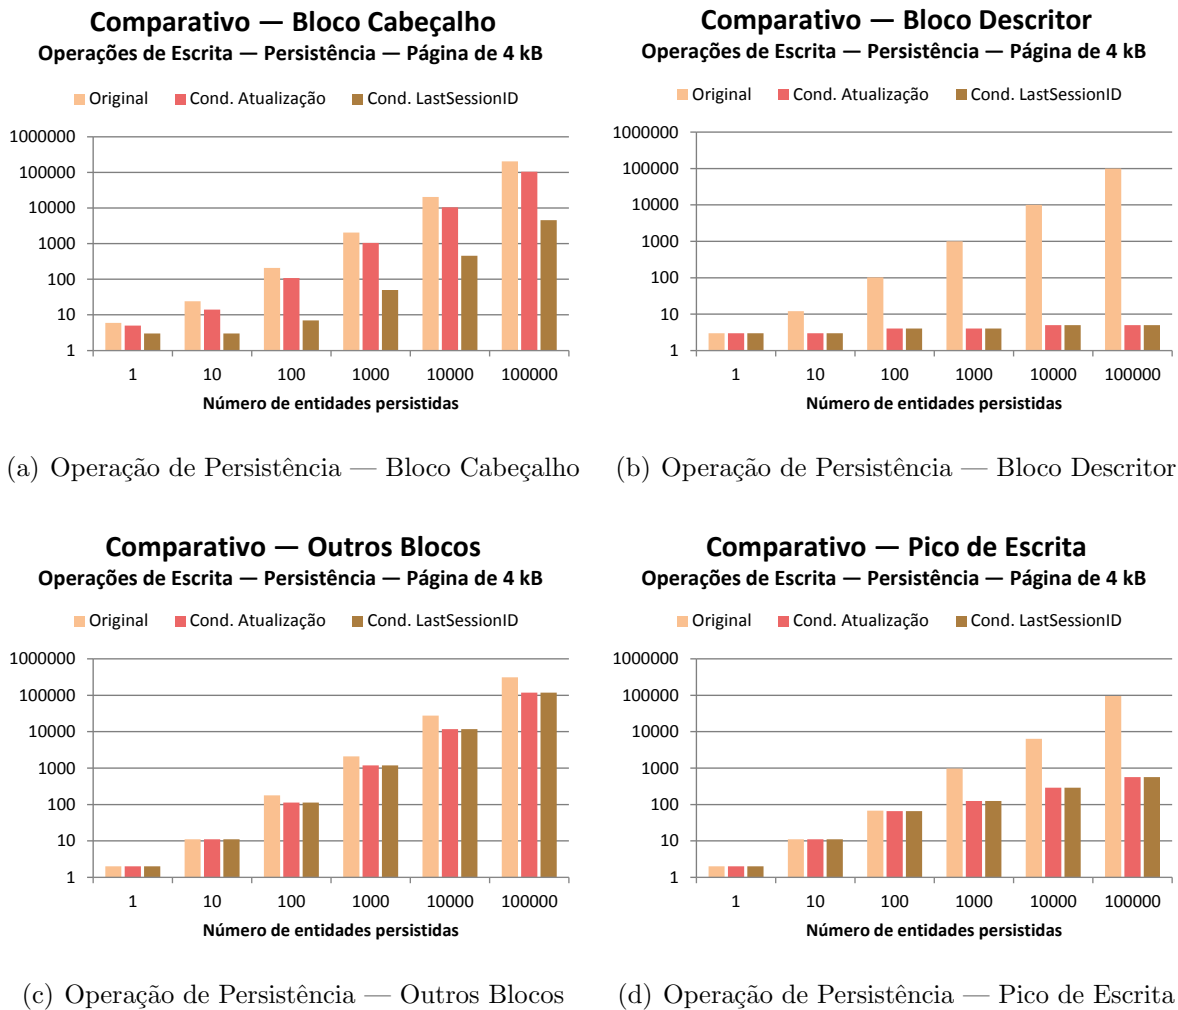 Comparativo — Bloco Cabeçalho
Operações de Escrita — Persistência — Página de 4 kB
Original Cond. Atualização Cond. LastSessionID
1000000
100000
10000
1000
100
10
1
1 10 100 1000 10000 100000
Número de entidades persistidas
(a) Operação de Persistência — Bloco Cabeçalho
Comparativo — Bloco Descritor
Operações de Escrita — Persistência — Página de 4 kB
Original Cond. Atualização Cond. LastSessionID
1000000
100000
10000
1000
100
10
1
1 10 100 1000 10000 100000
Número de entidades persistidas
(b) Operação de Persistência — Bloco Descritor
Comparativo — Outros Blocos
Operações de Escrita — Persistência — Página de 4 kB
Original Cond. Atualização Cond. LastSessionID
1000000
100000
10000
1000
100
10
1
1 10 100 1000 10000 100000
Número de entidades persistidas
(c) Operação de Persistência — Outros Blocos
Comparativo — Pico de Escrita
Operações de Escrita — Persistência — Página de 4 kB
Original Cond. Atualização Cond. LastSessionID
1000000
100000
10000
1000
100
10
1
1 10 100 1000 10000 100000
Número de entidades persistidas
(d) Operação de Persistência — Pico de Escrita